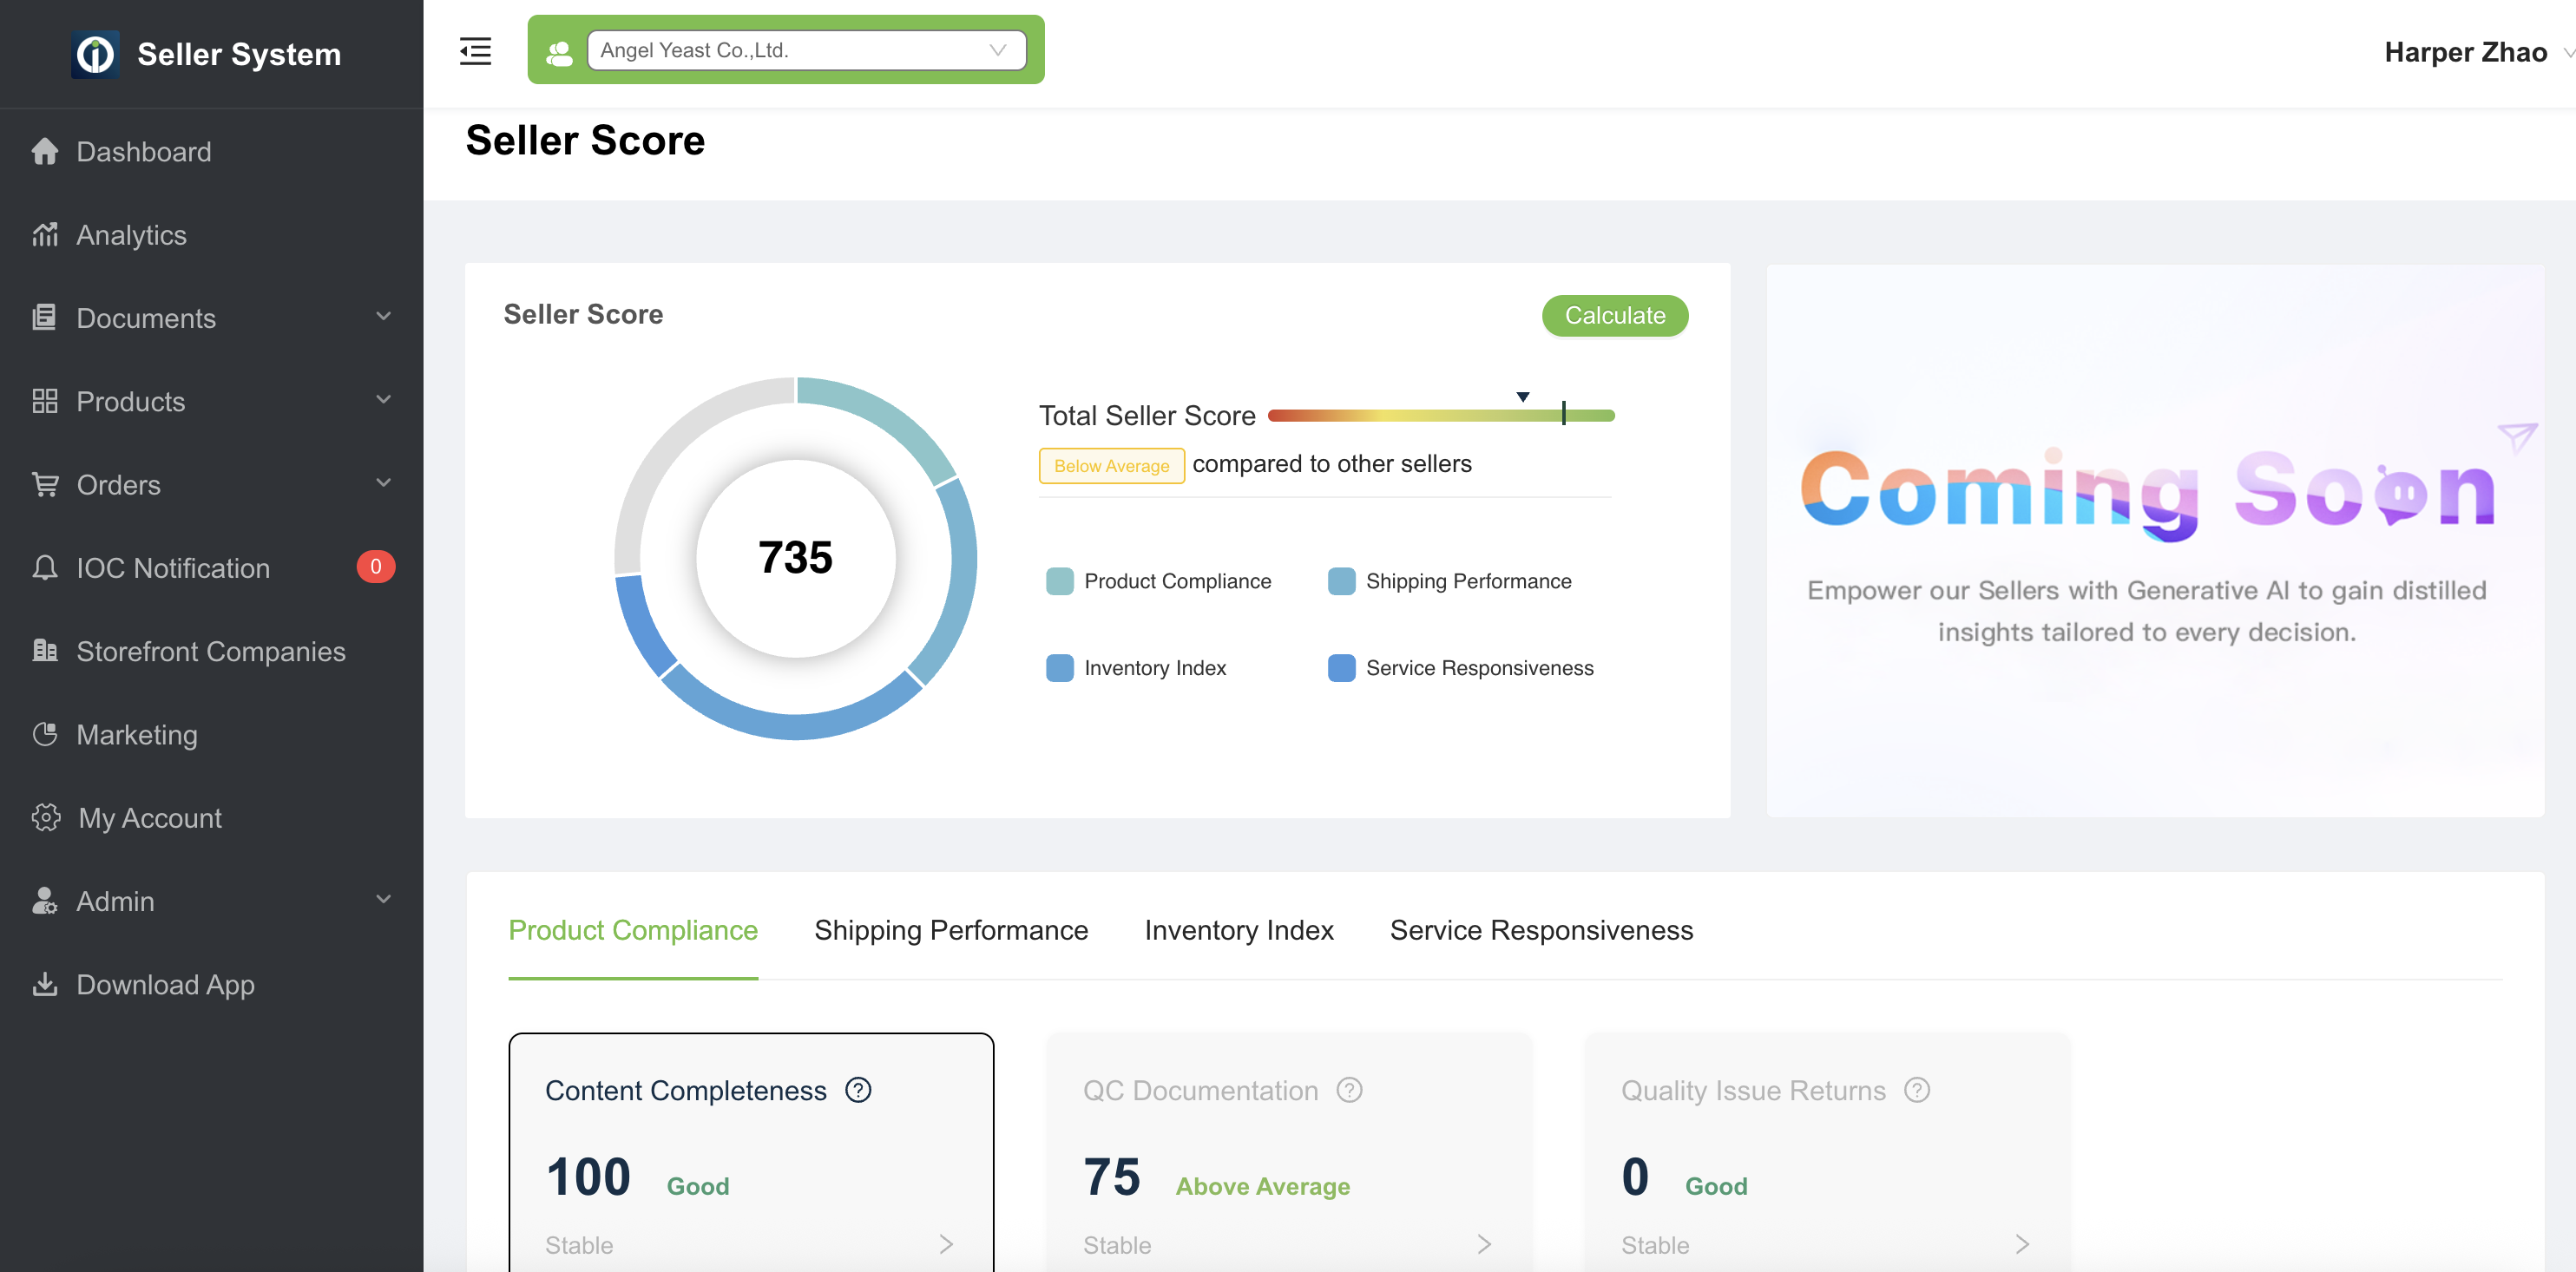 Seller System
Dashboard
Analytics
Documents
Products
Orders
IOC Notification
0
Storefront Companies
Marketing
My Account
Admin
Download App
Angel Yeast Co.,Ltd.
Harper Zhao
Seller Score
Seller Score
Calculate
735
Total Seller Score
Below Average compared to other sellers
Product Compliance
Shipping Performance
Inventory Index
Service Responsiveness
Coming Soon
Empower our Sellers with Generative AI to gain distilled
insights tailored to every decision.
Product Compliance
Shipping Performance
Inventory Index
Service Responsiveness
Content Completeness ?
100 Good
Stable
QC Documentation ?
75 Above Average
Stable
Quality Issue Returns ?
0 Good
Stable